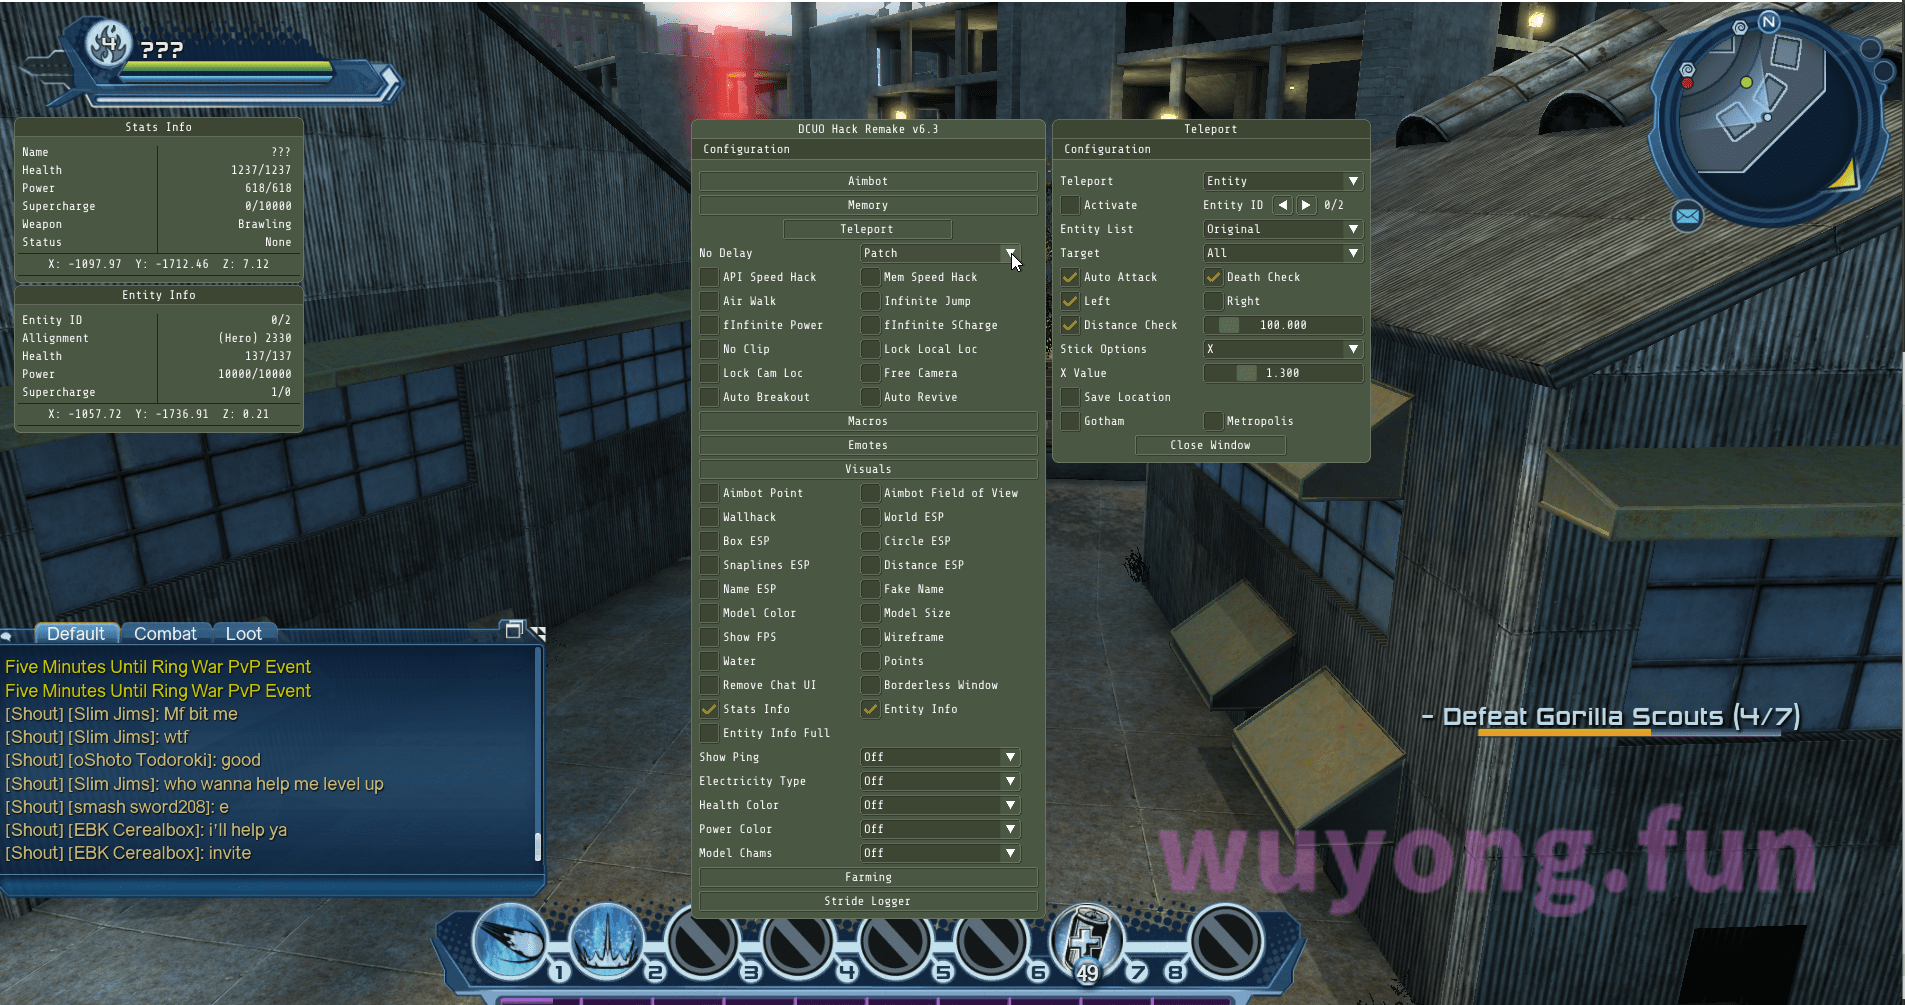 4
???
N
Stats Info
Name ???
Health 1237/1237
Power 618/618
Supercharge 0/10000
Weapon Brawling
Status None
X: -1097.97 Y: -1712.46 Z: 7.12
Entity Info
Entity ID 0/2
Allignment (Hero) 2330
Health 137/137
Power 10000/10000
Supercharge 1/0
X: -1057.72 Y: -1736.91 Z: 0.21
DCUO Hack Remake v6.3
Configuration
Aimbot
Memory
Teleport
No Delay Patch
API Speed Hack Mem Speed Hack
Air Walk Infinite Jump
fInfinite Power fInfinite SCharge
No Clip Lock Local Loc
Lock Cam Loc Free Camera
Auto Breakout Auto Revive
Macros
Emotes
Visuals
Aimbot Point Aimbot Field of View
Wallhack World ESP
Box ESP Circle ESP
Snaplines ESP Distance ESP
Name ESP Fake Name
Model Color Model Size
Show FPS Wireframe
Water Points
Remove Chat UI Borderless Window
Stats Info Entity Info
Entity Info Full
Show Ping Off
Electricity Type Off
Health Color Off
Power Color Off
Model Chams Off
Farming
Stride Logger
Teleport
Configuration
Teleport Entity
Activate Entity ID 0/2
Entity List Original
Target All
Auto Attack Death Check
Left Right
Distance Check 100.000
Stick Options X
X Value 1.300
Save Location
Gotham Metropolis
Close Window
Default Combat Loot
Five Minutes Until Ring War PvP Event
Five Minutes Until Ring War PvP Event
[Shout] [Slim Jims]: Mf bit me
[Shout] [Slim Jims]: wtf
[Shout] [oShoto Todoroki]: good
[Shout] [Slim Jims]: who wanna help me level up
[Shout] [smash sword208]: e
[Shout] [EBK Cerealbox]: i'll help ya
[Shout] [EBK Cerealbox]: invite
- Defeat Gorilla Scouts (4/7)
wuyong.fun
1 2 3 4 5 6 49 7 8